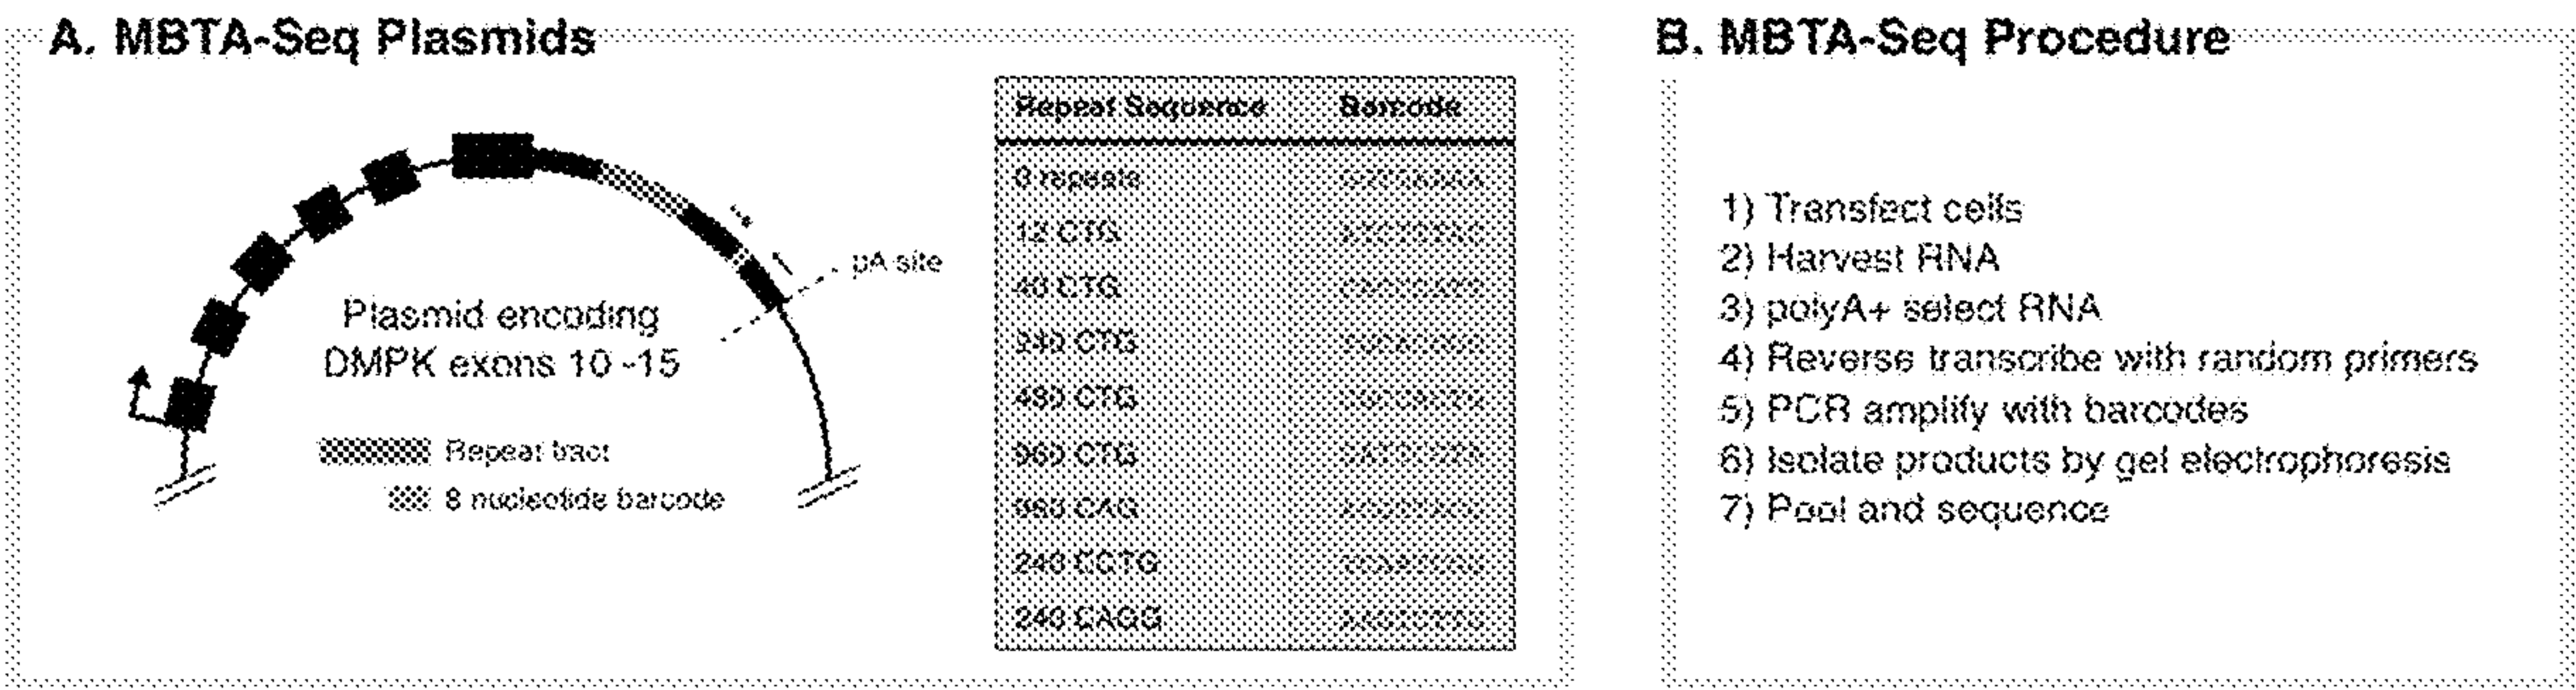 A. MBTA-Seq Plasmids
Plasmid encoding
DMPK exons 10 -15
pA site
Repeat tract
8 nucleotide barcode
Repeat Sequence Barcode
0 repeats
12 CTG
40 CTG
240 CTG
480 CTG
960 CTG
960 CAG
240 CCTG
240 CAGG
B. MBTA-Seq Procedure
1) Transfect cells
2) Harvest RNA
3) polyA+ select RNA
4) Reverse transcribe with random primers
5) PCR amplify with barcodes
6) Isolate products by gel electrophoresis
7) Pool and sequence